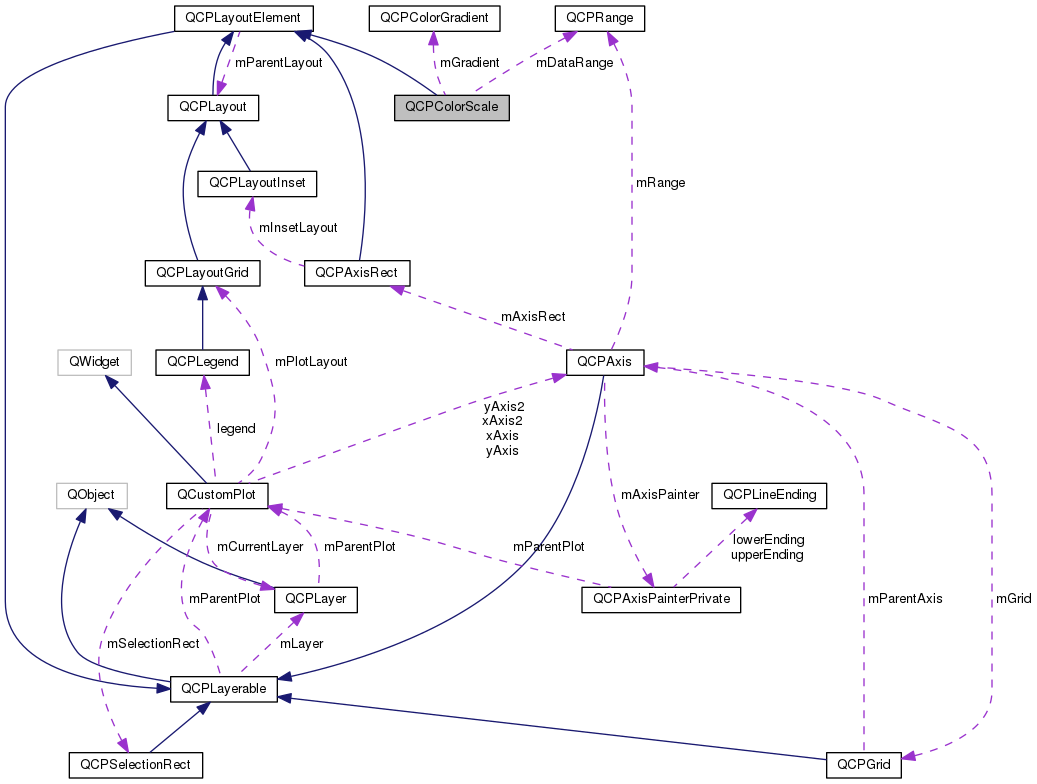 QCPLayoutElement
QCPColorGradient
QCPRange
mParentLayout
mGradient
mDataRange
QCPLayout
QCPColorScale
QCPLayoutInset
mRange
mInsetLayout
QCPLayoutGrid
QCPAxisRect
mAxisRect
QWidget
QCPLegend
mPlotLayout
QCPAxis
legend
yAxis2
xAxis2
xAxis
yAxis
QObject
QCustomPlot
mAxisPainter
QCPLineEnding
mCurrentLayer
mParentPlot
mParentPlot
lowerEnding
upperEnding
mParentPlot
QCPLayer
QCPAxisPainterPrivate
mParentAxis
mGrid
mSelectionRect
mLayer
QCPLayerable
QCPSelectionRect
QCPGrid